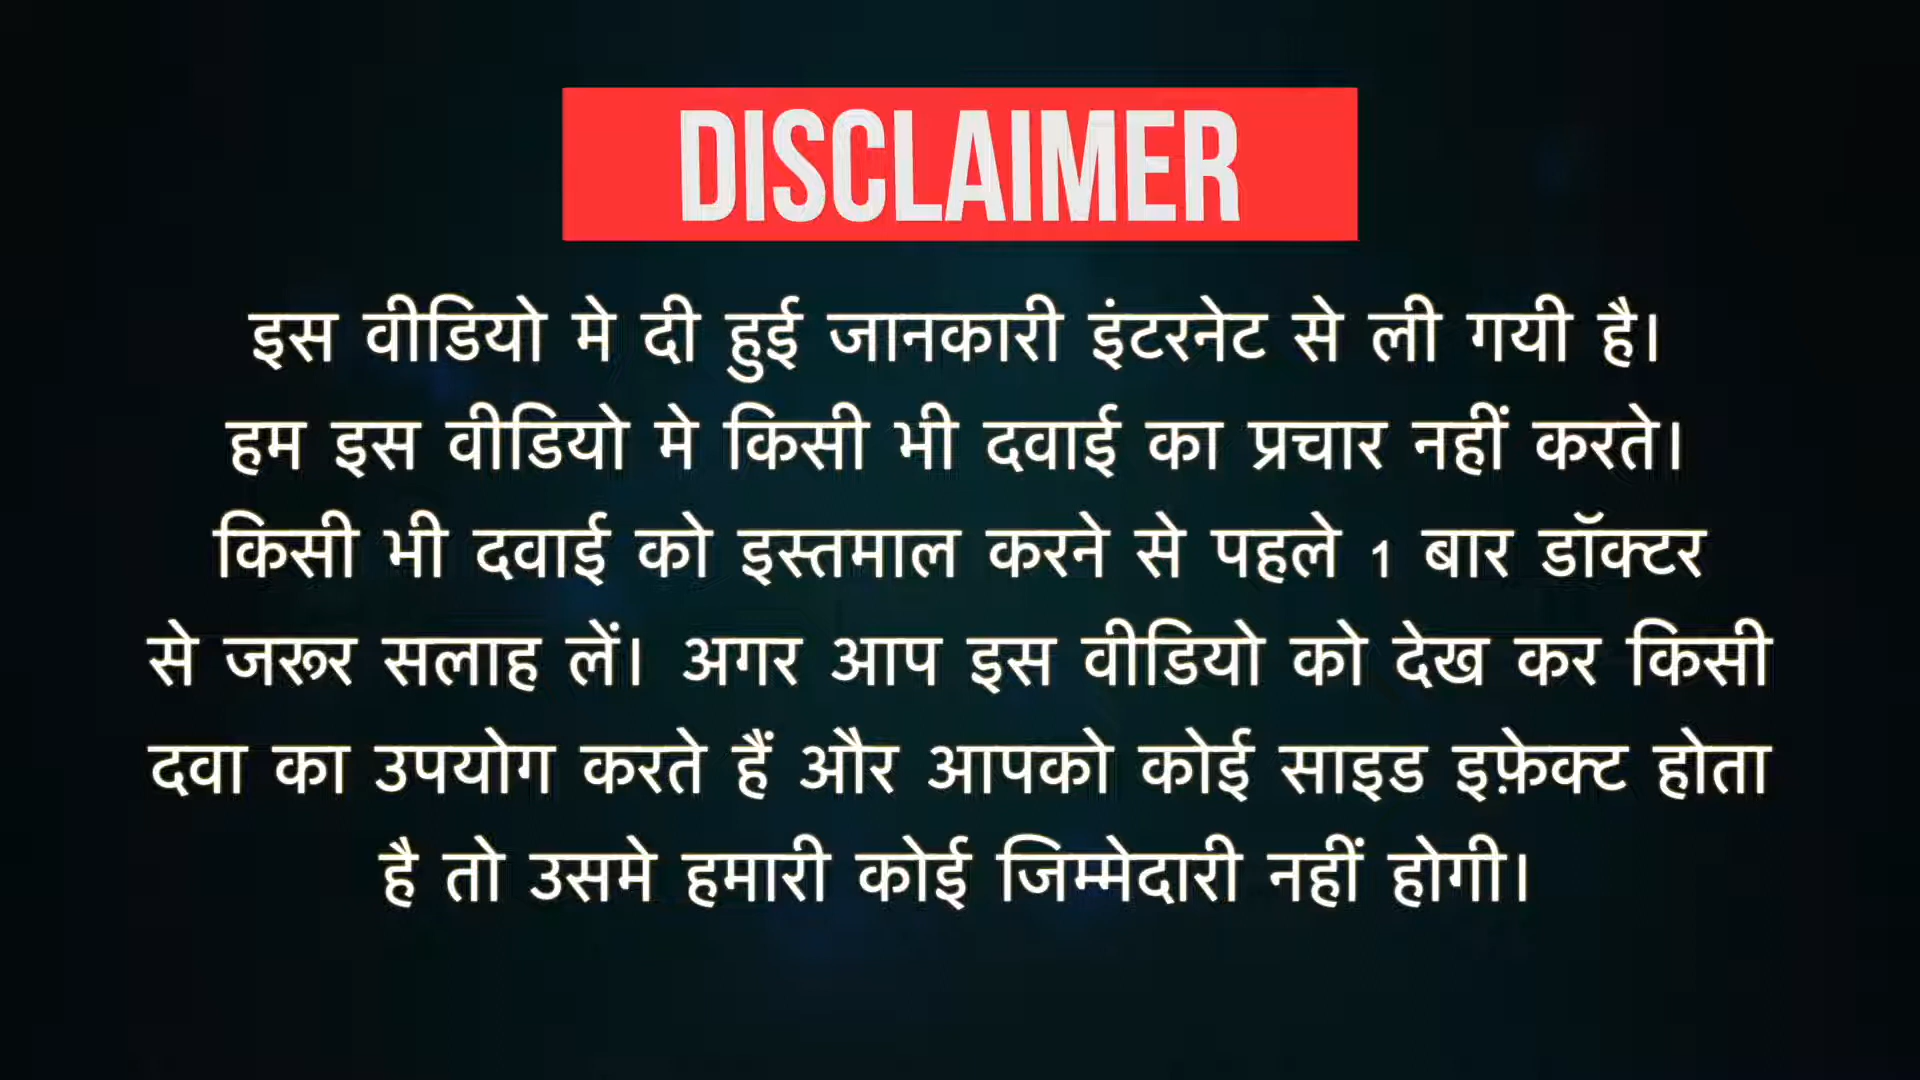 DISCLAIMER
इस वीडियो मे दी हुई जानकारी इंटरनेट से ली गयी है।
हम इस वीडियो मे किसी भी दवाई का प्रचार नहीं करते।
किसी भी दवाई को इस्तमाल करने से पहले 1 बार डॉक्टर
से जरूर सलाह लें। अगर आप इस वीडियो को देख कर किसी
दवा का उपयोग करते हैं और आपको कोई साइड इफ़ेक्ट होता
है तो उसमे हमारी कोई जिम्मेदारी नहीं होगी।